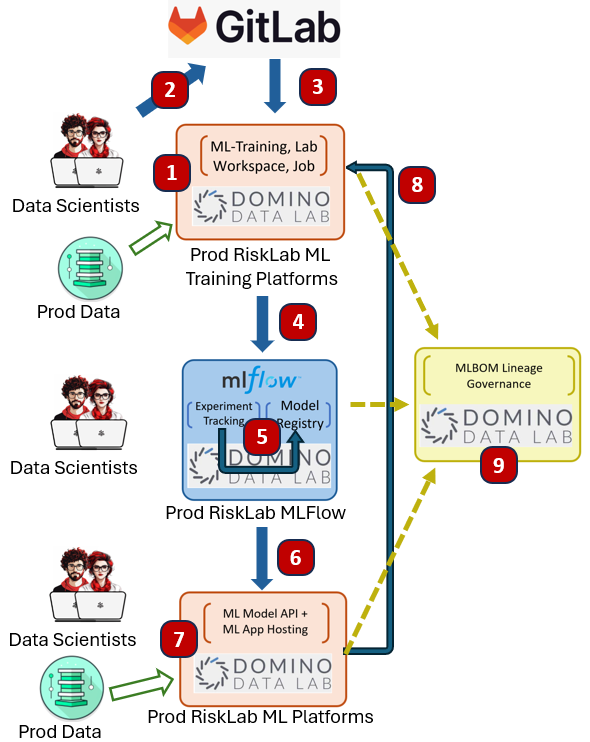 GitLab
2
3
ML-Training, Lab
Workspace, Job
1
DOMINO
DATA LAB
8
Data Scientists
Prod RiskLab ML
Training Platforms
Prod Data
4
mlflow™
Experiment
Tracking
Model
Registry
5
DOMINO
DATA LAB
MLBOM Lineage
Governance
DOMINO
DATA LAB
9
Data Scientists
Prod RiskLab MLFlow
6
ML Model API +
ML App Hosting
7
DOMINO
DATA LAB
Data Scientists
Prod RiskLab ML Platforms
Prod Data